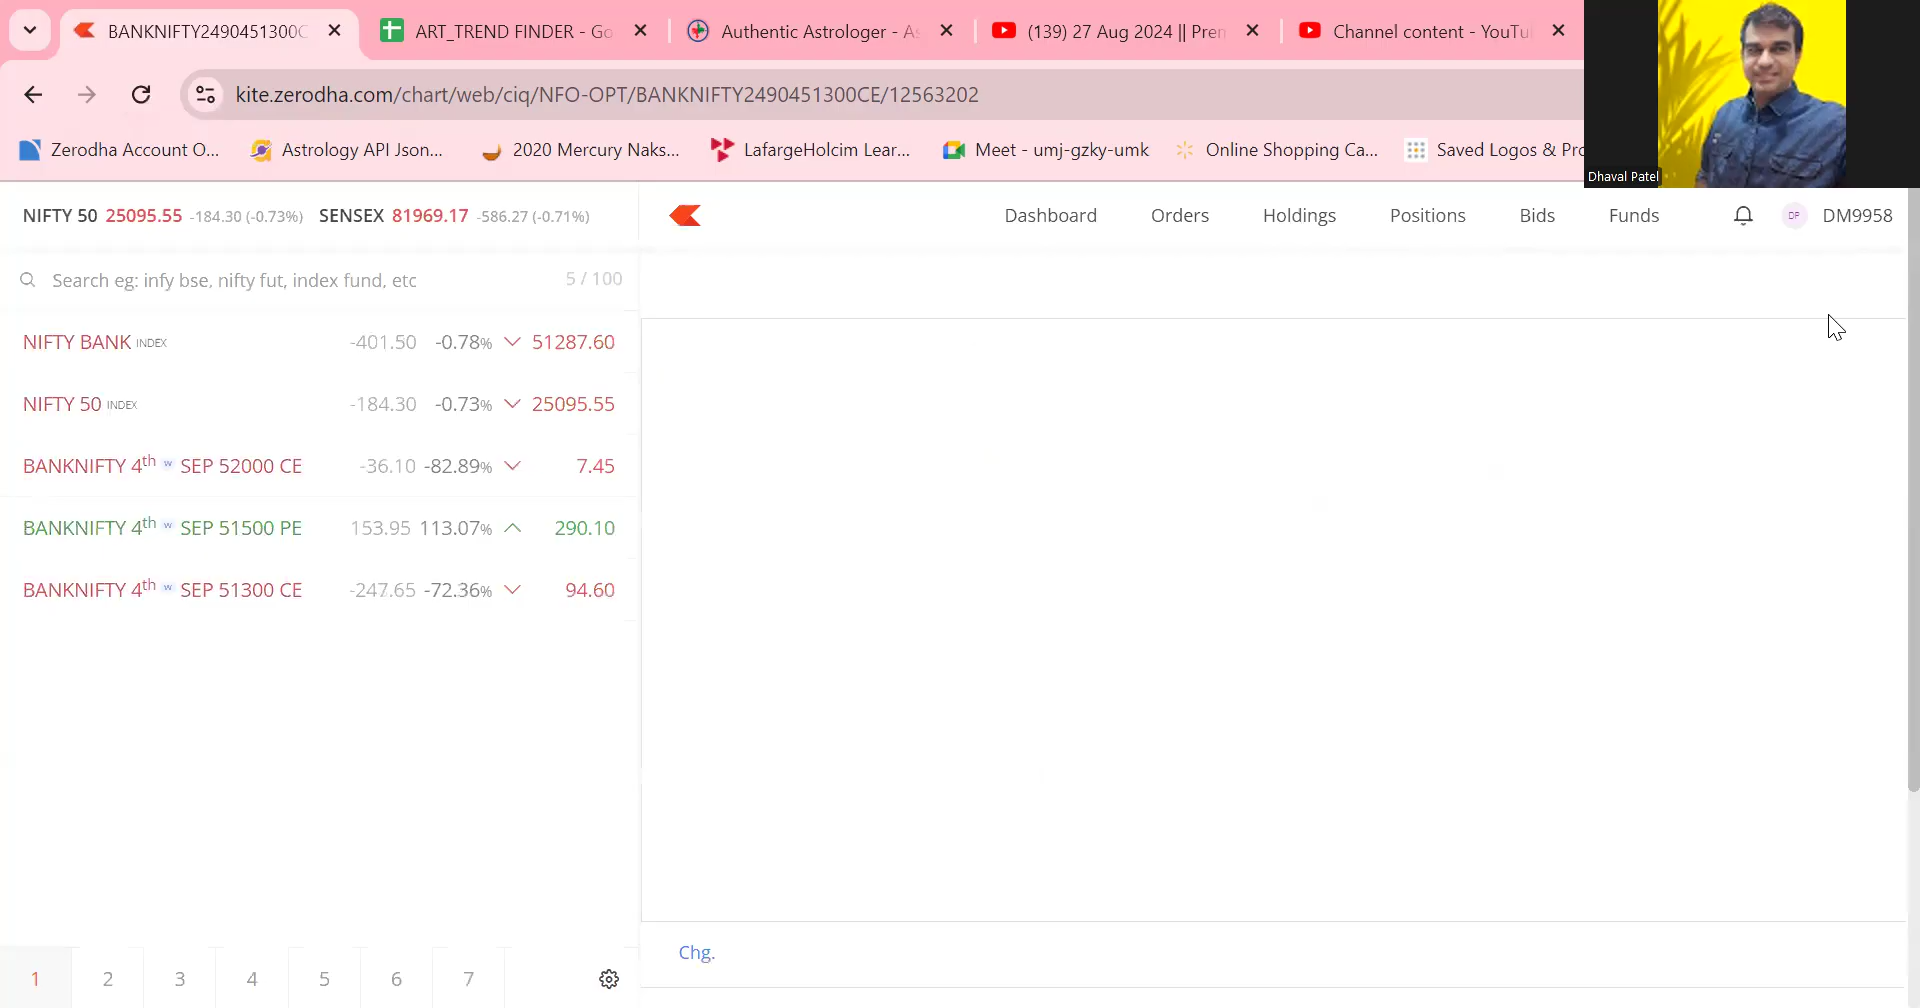 BANKNIFTY2490451300C
ART_TREND FINDER - Go
Authentic Astrologer - As
(139) 27 Aug 2024 || Pren
Channel content - YouTu
kite.zerodha.com/chart/web/ciq/NFO-OPT/BANKNIFTY2490451300CE/12563202
Zerodha Account O...
Astrology API Json...
2020 Mercury Naks...
LafargeHolcim Lear...
Meet - umj-gzky-umk
Online Shopping Ca...
Saved Logos & Pro
Dhaval Patel
NIFTY 50 25095.55 -184.30 (-0.73%) SENSEX 81969.17 -586.27 (-0.71%)
Dashboard Orders Holdings Positions Bids Funds DP DM9958
Search eg: infy bse, nifty fut, index fund, etc 5 / 100
NIFTY BANK INDEX -401.50 -0.78% 51287.60
NIFTY 50 INDEX -184.30 -0.73% 25095.55
BANKNIFTY 4th w SEP 52000 CE -36.10 -82.89% 7.45
BANKNIFTY 4th w SEP 51500 PE 153.95 113.07% 290.10
BANKNIFTY 4th w SEP 51300 CE -247.65 -72.36% 94.60
Chg.
1 2 3 4 5 6 7